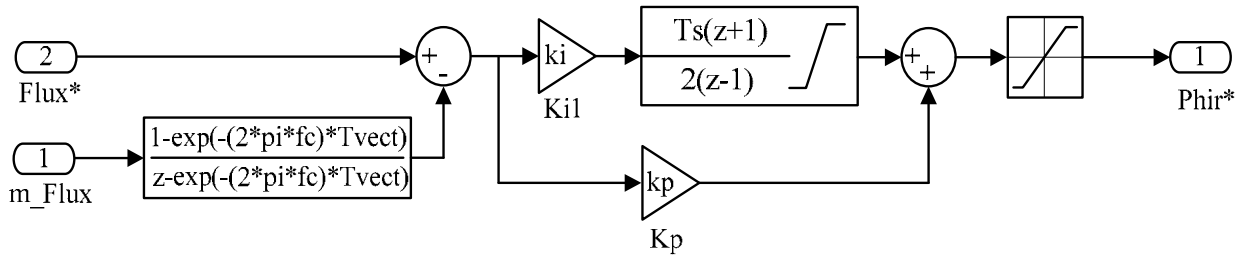 2
Flux*
1
m_Flux
1-exp(-(2*pi*fc)*Tvect)
z-exp(-(2*pi*fc)*Tvect)
+
-
ki
Ki1
Ts(z+1)
2(z-1)
kp
Kp
+
+
1
Phir*